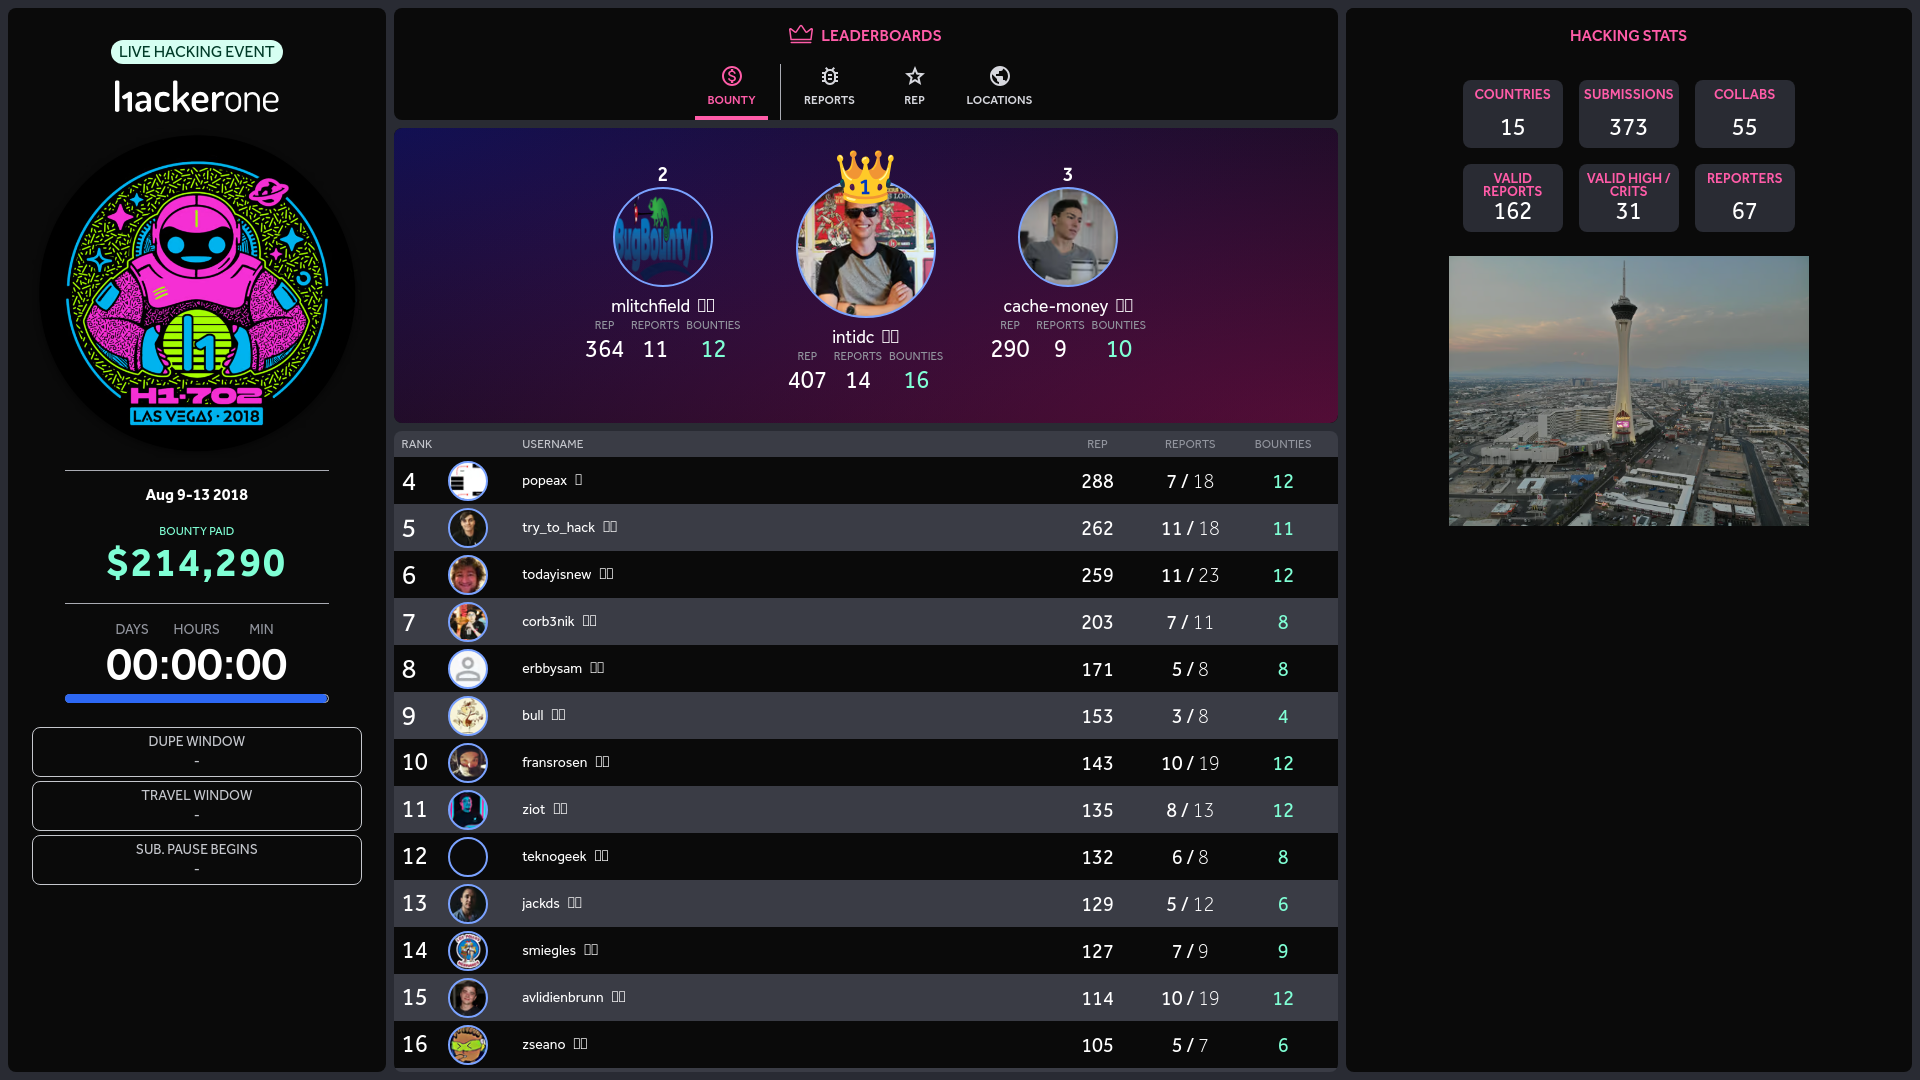 LIVE HACKING EVENT
hackerone
H1-702
LAS VEGAS · 2018
Aug 9-13 2018
BOUNTY PAID
$214,290
DAYS HOURS MIN
00:00:00
DUPE WINDOW
-
TRAVEL WINDOW
-
SUB. PAUSE BEGINS
-
LEADERBOARDS
BOUNTY REPORTS REP LOCATIONS
2
BugBounty
mlitchfield
REP REPORTS BOUNTIES
364 11 12
1
intidc
REP REPORTS BOUNTIES
407 14 16
3
cache-money
REP REPORTS BOUNTIES
290 9 10
RANK USERNAME REP REPORTS BOUNTIES
4 popeax 288 7 / 18 12
5 try_to_hack 262 11 / 18 11
6 todayisnew 259 11 / 23 12
7 corb3nik 203 7 / 11 8
8 erbbysam 171 5 / 8 8
9 bull 153 3 / 8 4
10 fransrosen 143 10 / 19 12
11 ziot 135 8 / 13 12
12 teknogeek 132 6 / 8 8
13 jackds 129 5 / 12 6
14 smiegles 127 7 / 9 9
15 avlidienbrunn 114 10 / 19 12
16 zseano 105 5 / 7 6
HACKING STATS
COUNTRIES
15
SUBMISSIONS
373
COLLABS
55
VALID
REPORTS
162
VALID HIGH /
CRITS
31
REPORTERS
67